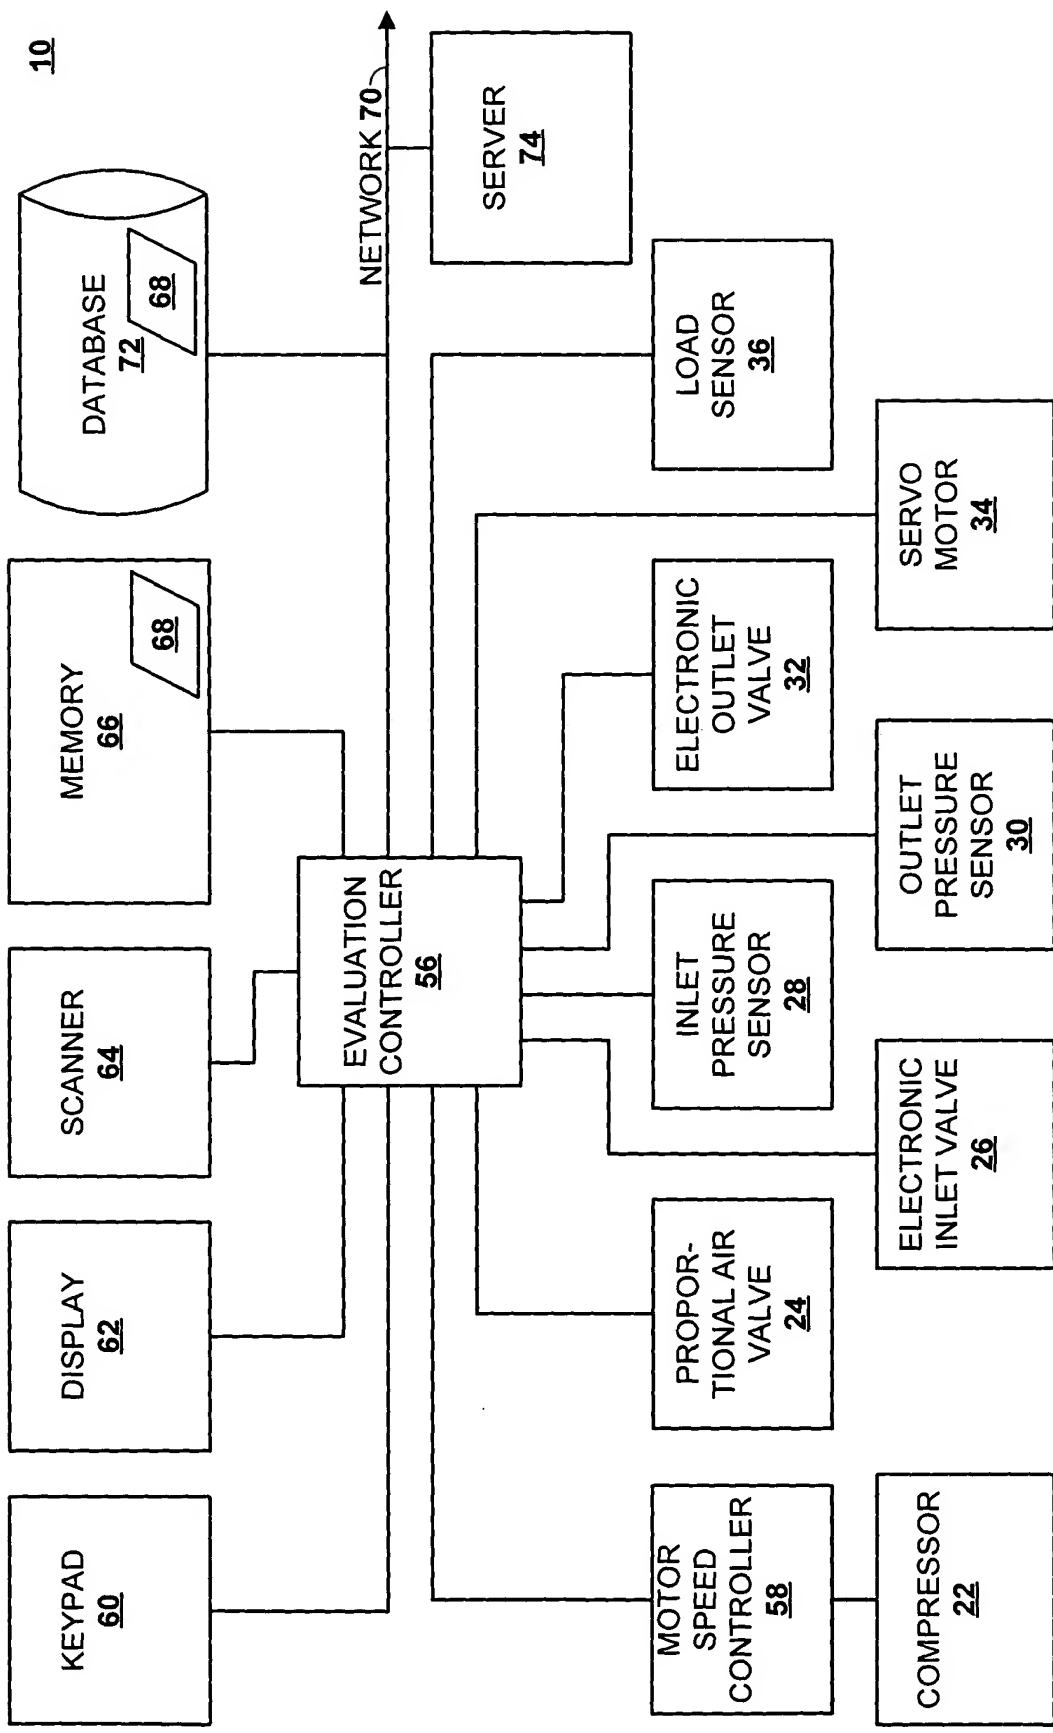 10
KEYPAD
60
DISPLAY
62
SCANNER
64
MEMORY
66
68
DATABASE
72
68
NETWORK 70
SERVER
74
EVALUATION
CONTROLLER
56
MOTOR
SPEED
CONTROLLER
58
PROPOR-
TIONAL AIR
VALVE
24
INLET
PRESSURE
SENSOR
28
ELECTRONIC
OUTLET
VALVE
32
LOAD
SENSOR
36
COMPRESSOR
22
ELECTRONIC
INLET VALVE
26
OUTLET
PRESSURE
SENSOR
30
SERVO
MOTOR
34